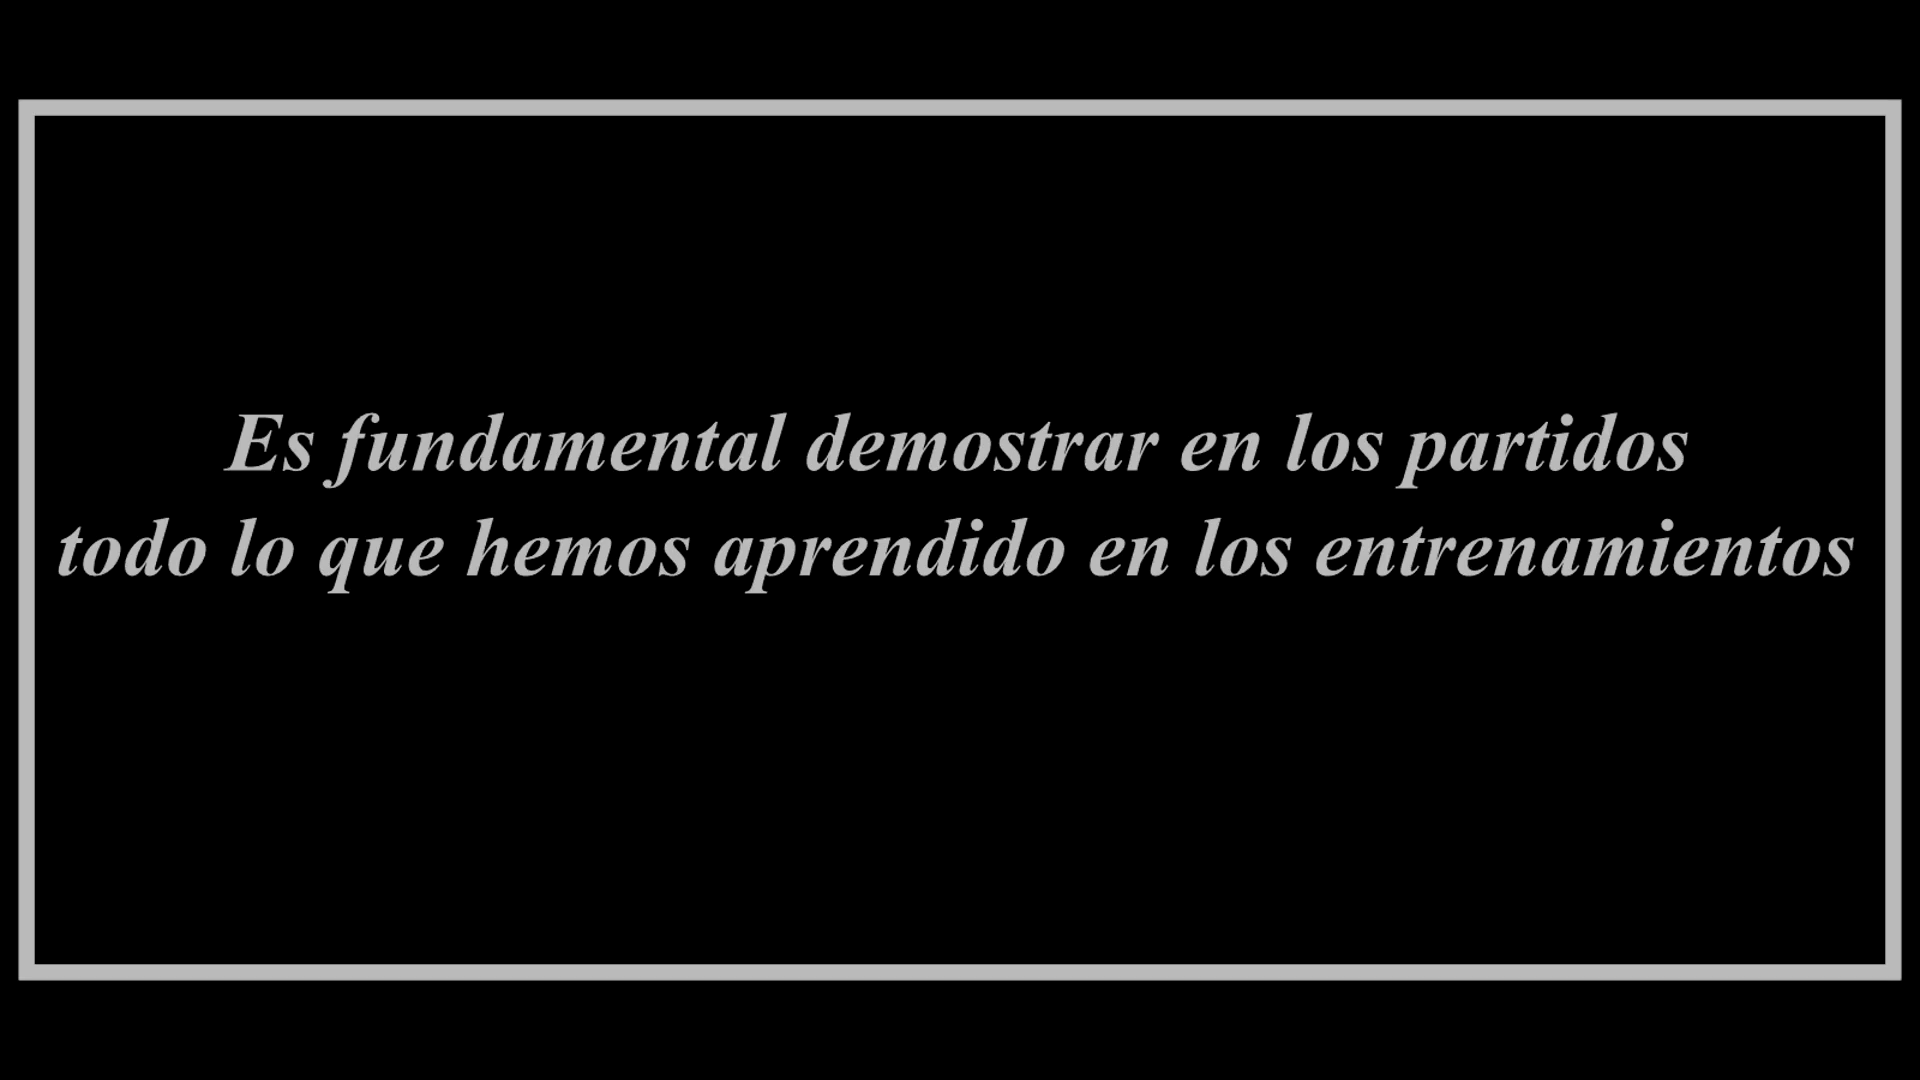 Es fundamental demostrar en los partidos
todo lo que hemos aprendido en los entrenamientos